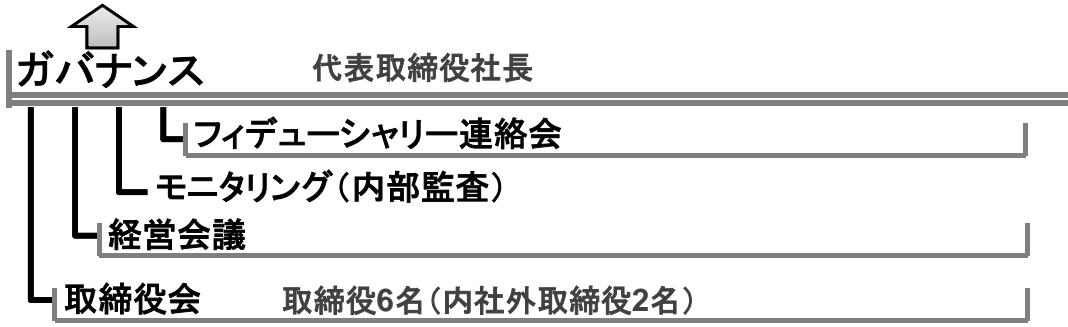 ガバナンス 代表取締役社長
フィデューシャリー連絡会
モニタリング（内部監査）
経営会議
取締役会 取締役6名（内社外取締役2名）